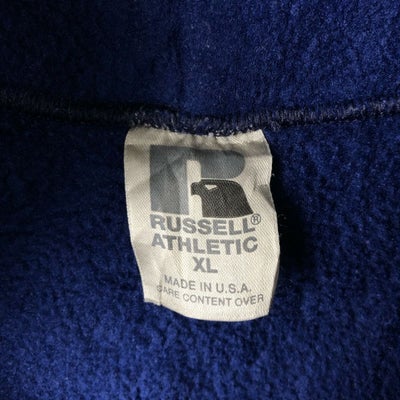 R
RUSSELL®
ATHLETIC
XL
MADE IN U.S.A.
CARE CONTENT OVER